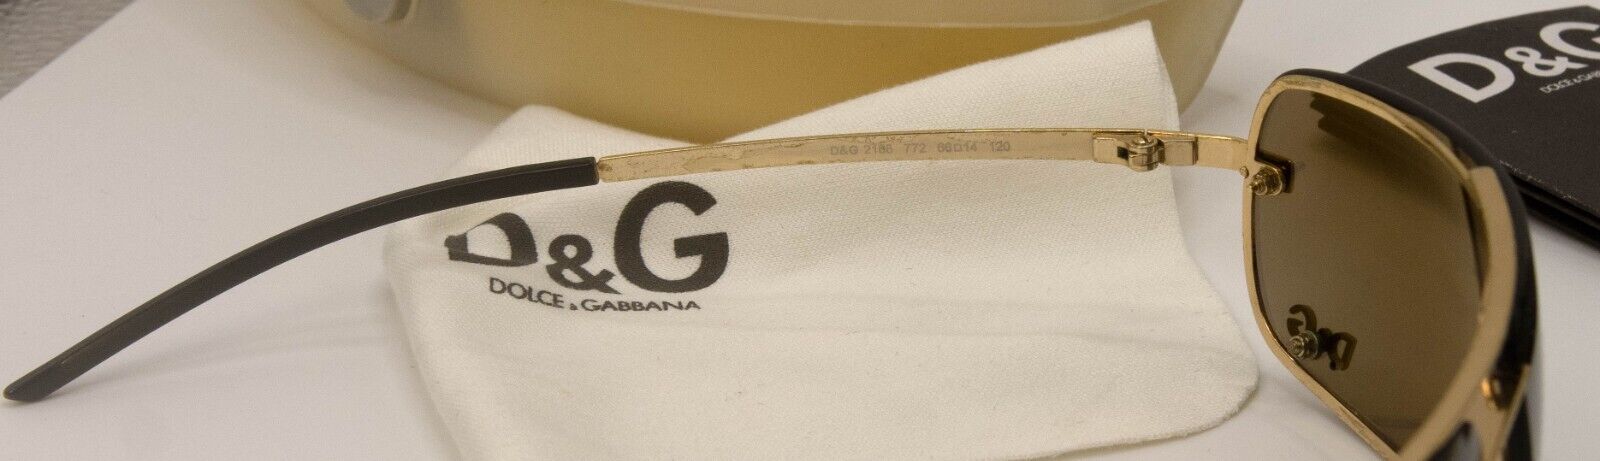 D&G
DOLCE & GABBANA
D&G 2186 772 66□14 120
D&G
DOLCE & GABBANA
D&G